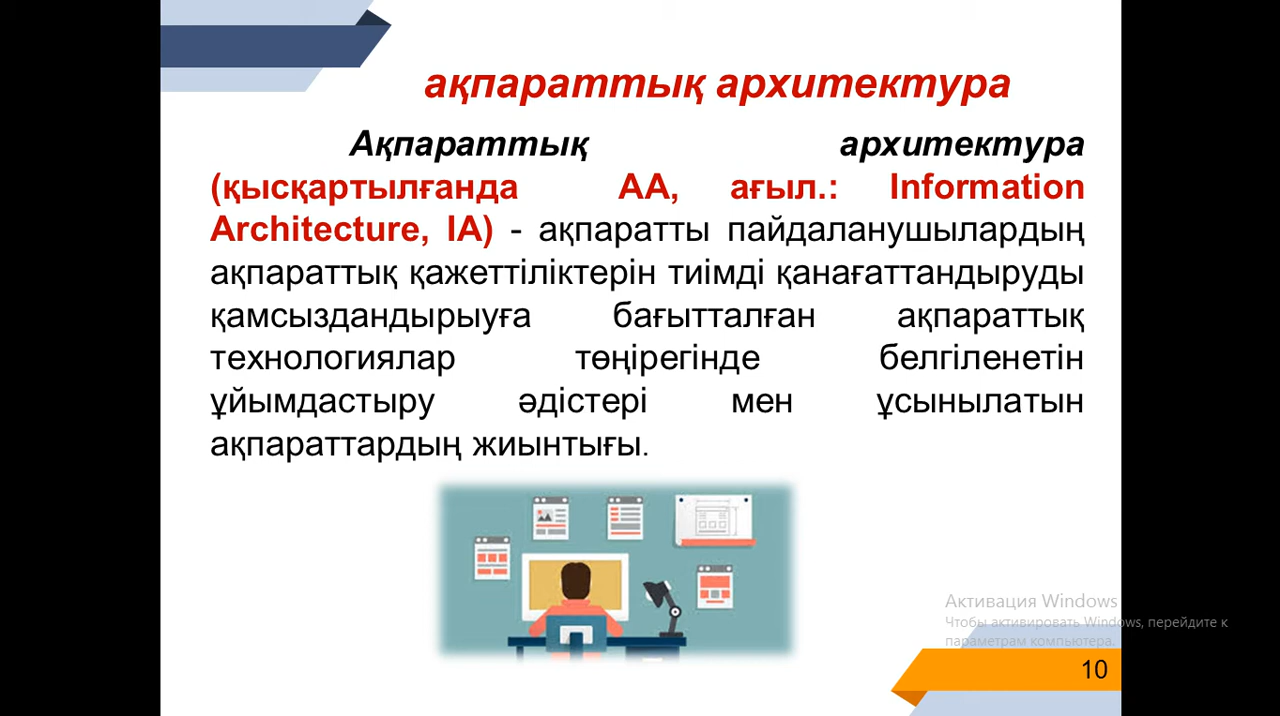 ақпараттық архитектура
Ақпараттық архитектура
(қысқартылғанда АА, ағыл.: Information
Architecture, IA) - ақпаратты пайдаланушылардың
ақпараттық қажеттіліктерін тиімді қанағаттандыруды
қамсыздандырыуға бағытталған ақпараттық
технологиялар төңірегінде белгіленетін
ұйымдастыру әдістері мен ұсынылатын
ақпараттардың жиынтығы.
Активация Windows
Чтобы активировать Windows, перейдите к
параметрам компьютера.
10